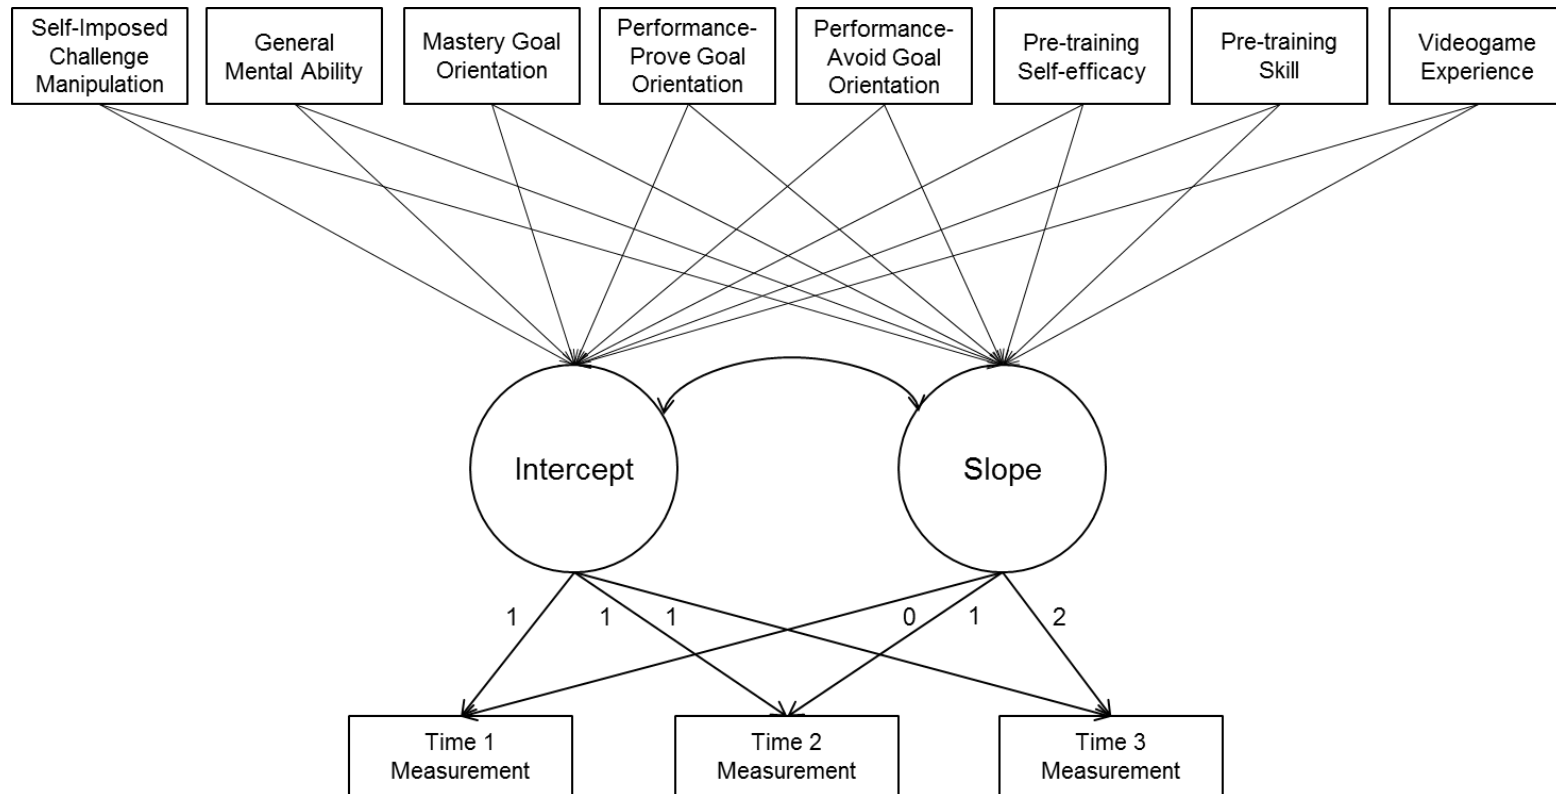 Self-Imposed
Challenge
Manipulation
General
Mental Ability
Mastery Goal
Orientation
Performance-
Prove Goal
Orientation
Performance-
Avoid Goal
Orientation
Pre-training
Self-efficacy
Pre-training
Skill
Videogame
Experience
Intercept
Slope
1
1
1
0
1
2
Time 1
Measurement
Time 2
Measurement
Time 3
Measurement